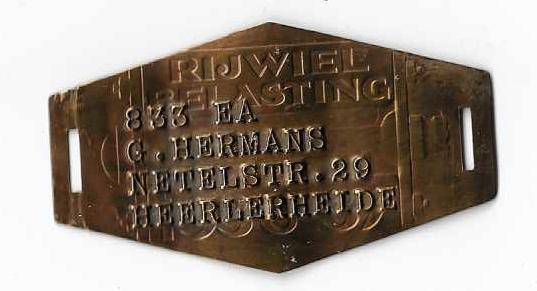 RIJWIEL
BELASTING
833 EA
G. HERMANS
NETELSTR. 29
HEERLERHEIDE